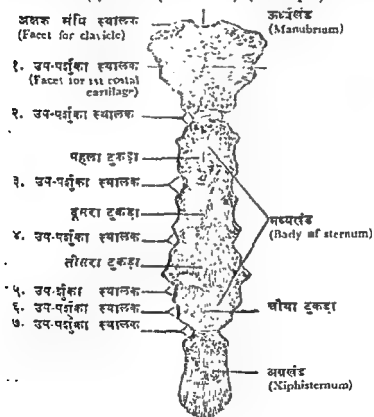 अक्षक संधि स्थालक
(Facet for clavicle)
ऊर्ध्वखंड
(Manubrium)
१. उप-पर्शुका स्थालक
(Facet for 1st costal
cartilage)
२. उप-पर्शुका स्थालक
पहला टुकड़ा
३. उप-पर्शुका स्थालक
दूसरा टुकड़ा
मध्यखंड
(Body of sternum)
४. उप-पर्शुका स्थालक
तीसरा टुकड़ा
५. उप-र्शुका स्थालक
६. उप-पर्शुका स्थालक
चौथा टुकड़ा
७. उप-पर्शुका स्थालक
अग्रखंड
(Xiphisternum)